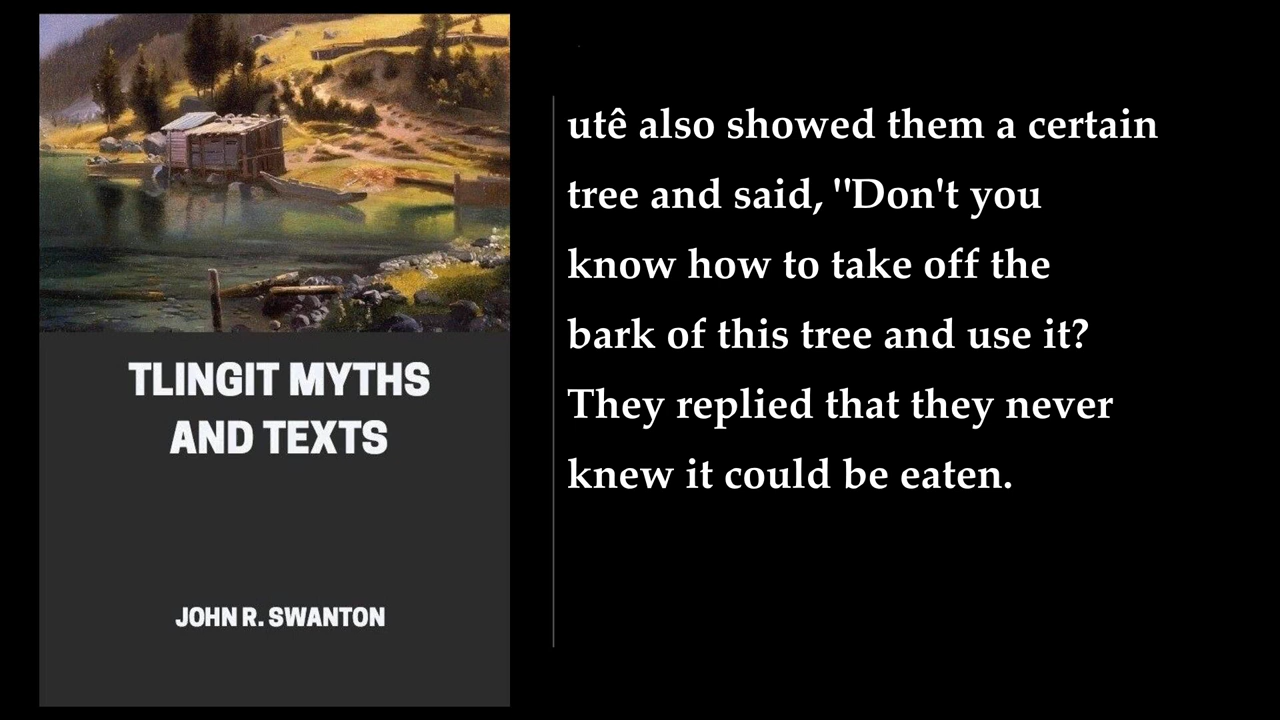 TLINGIT MYTHS
AND TEXTS
JOHN R. SWANTON
utê also showed them a certain
tree and said, "Don't you
know how to take off the
bark of this tree and use it?
They replied that they never
knew it could be eaten.